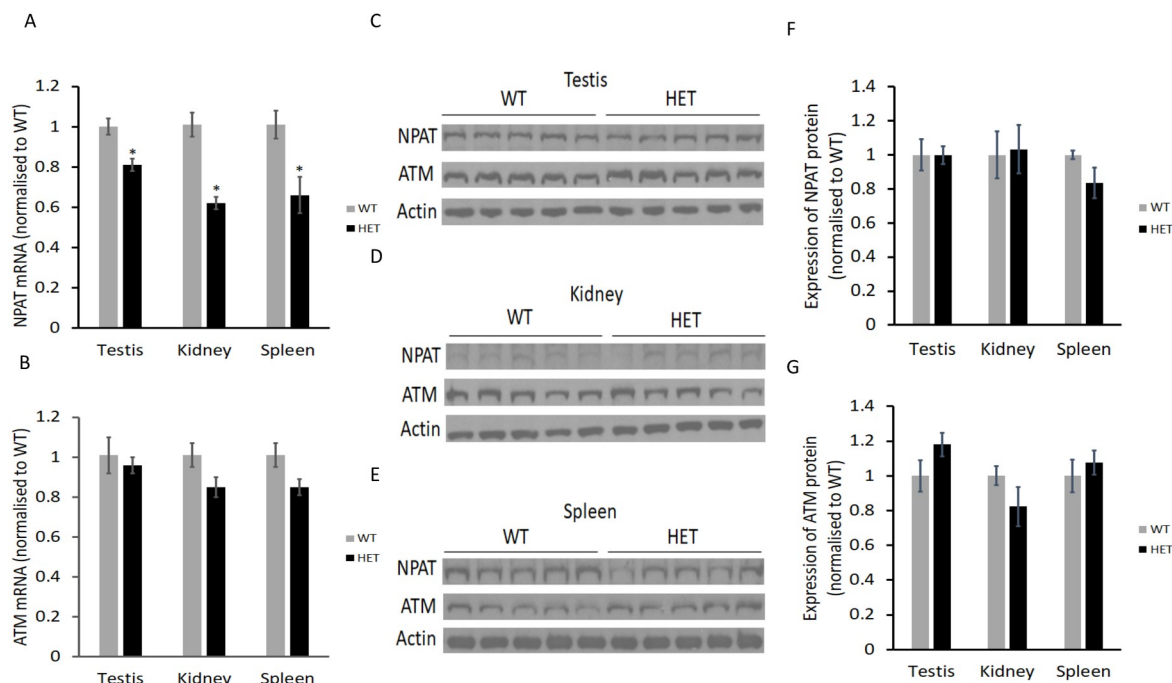 A
NPAT mRNA (normalised to WT)
1.2
1
0.8
0.6
0.4
0.2
0
*
*
*
Testis Kidney Spleen
WT
HET
B
ATM mRNA (normalised to WT)
1.2
1
0.8
0.6
0.4
0.2
0
Testis Kidney Spleen
WT
HET
C
Testis
WT HET
NPAT
ATM
Actin
D
Kidney
WT HET
NPAT
ATM
Actin
E
Spleen
WT HET
NPAT
ATM
Actin
F
Expression of NPAT protein
(normalised to WT)
1.4
1.2
1
0.8
0.6
0.4
0.2
0
Testis Kidney Spleen
WT
HET
G
Expression of ATM protein
(normalised to WT)
1.4
1.2
1
0.8
0.6
0.4
0.2
0
Testis Kidney Spleen
WT
HET